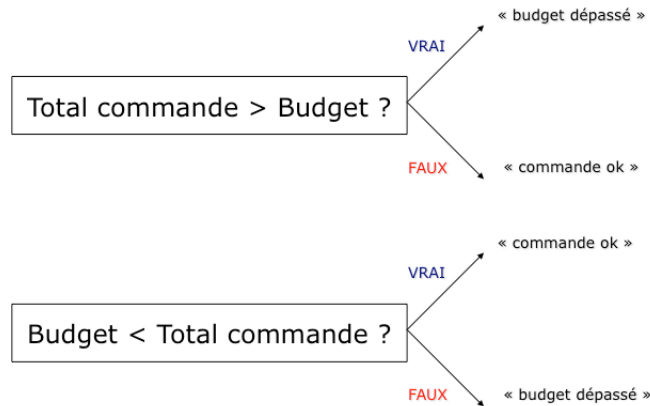 « budget dépassé »
VRAI
Total commande > Budget ?
FAUX
« commande ok »
« commande ok »
VRAI
Budget < Total commande ?
FAUX
« budget dépassé »